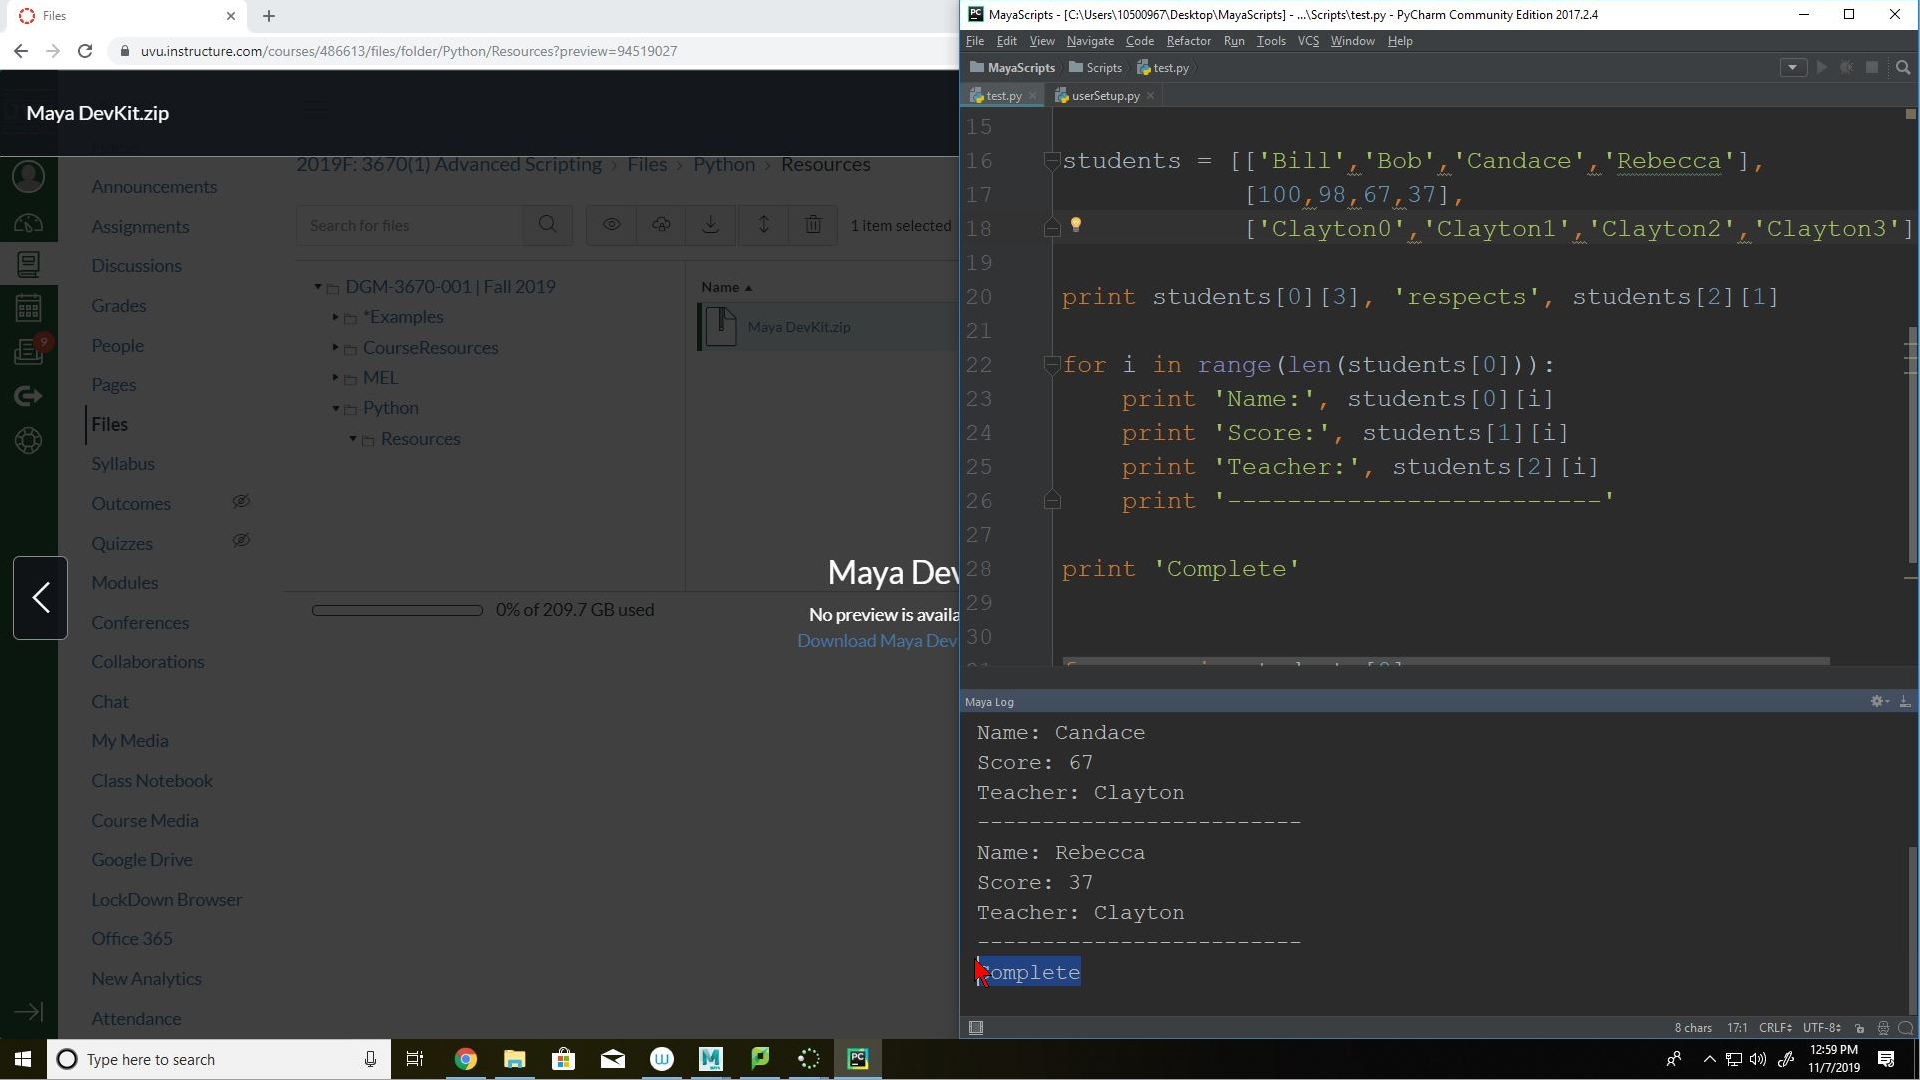 Files
uvu.instructure.com/courses/486613/files/folder/Python/Resources?preview=94519027
Maya DevKit.zip
2019F: 3670(1) Advanced Scripting > Files > Python > Resources
Search for files
1 item selected
Announcements
Assignments
Discussions
Grades
People
Pages
Files
Syllabus
Outcomes
Quizzes
Modules
Conferences
Collaborations
Chat
My Media
Class Notebook
Course Media
Google Drive
LockDown Browser
Office 365
New Analytics
Attendance
9
DGM-3670-001 | Fall 2019
*Examples
CourseResources
MEL
Python
Resources
Name
Maya DevKit.zip
0% of 209.7 GB used
Maya Dev
No preview is availa
Download Maya Dev
PC
MayaScripts - [C:\Users\10500967\Desktop\MayaScripts] - ...\Scripts\test.py - PyCharm Community Edition 2017.2.4
File Edit View Navigate Code Refactor Run Tools VCS Window Help
MayaScripts Scripts test.py
test.py userSetup.py
15
16 students = [['Bill','Bob','Candace','Rebecca'],
17 [100,98,67,37],
18 ['Clayton0','Clayton1','Clayton2','Clayton3']
19
20 print students[0][3], 'respects', students[2][1]
21
22 for i in range(len(students[0])):
23 print 'Name:', students[0][i]
24 print 'Score:', students[1][i]
25 print 'Teacher:', students[2][i]
26 print '-------------------------'
27
28 print 'Complete'
29
30
Maya Log
Name: Candace
Score: 67
Teacher: Clayton
-------------------------
Name: Rebecca
Score: 37
Teacher: Clayton
-------------------------
Complete
8 chars 17:1 CRLF UTF-8
Type here to search
12:59 PM
11/7/2019